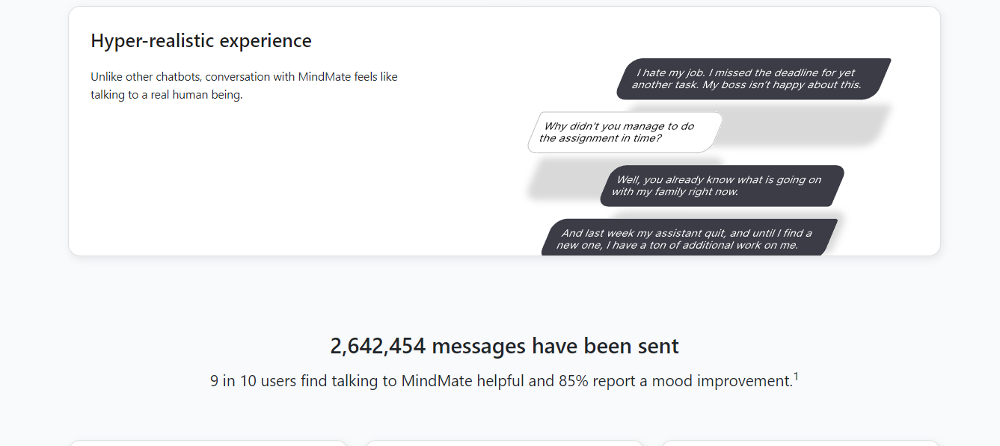 Hyper-realistic experience
Unlike other chatbots, conversation with MindMate feels like
talking to a real human being.
I hate my job. I missed the deadline for yet
another task. My boss isn’t happy about this.
Why didn't you manage to do
the assignment in time?
Well, you already know what is going on
with my family right now.
And last week my assistant quit, and until I find a
new one, I have a ton of additional work on me.
2,642,454 messages have been sent
9 in 10 users find talking to MindMate helpful and 85% report a mood improvement.1